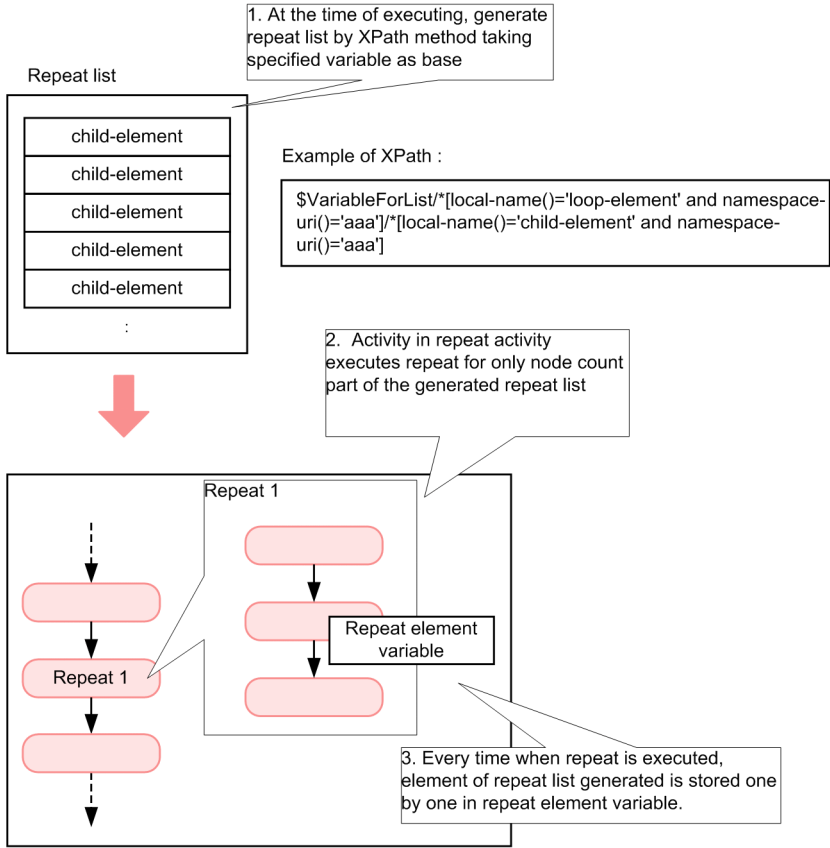 1. At the time of executing, generate
repeat list by XPath method taking
specified variable as base
Repeat list
child-element
child-element
child-element
child-element
child-element
:
Example of XPath :
$VariableForList/*[local-name()='loop-element' and namespace-
uri()='aaa']/*[local-name()='child-element' and namespace-
uri()='aaa']
2.  Activity in repeat activity
executes repeat for only node count
part of the generated repeat list
Repeat 1
Repeat element
variable
Repeat 1
3. Every time when repeat is executed,
element of repeat list generated is stored one
by one in repeat element variable.